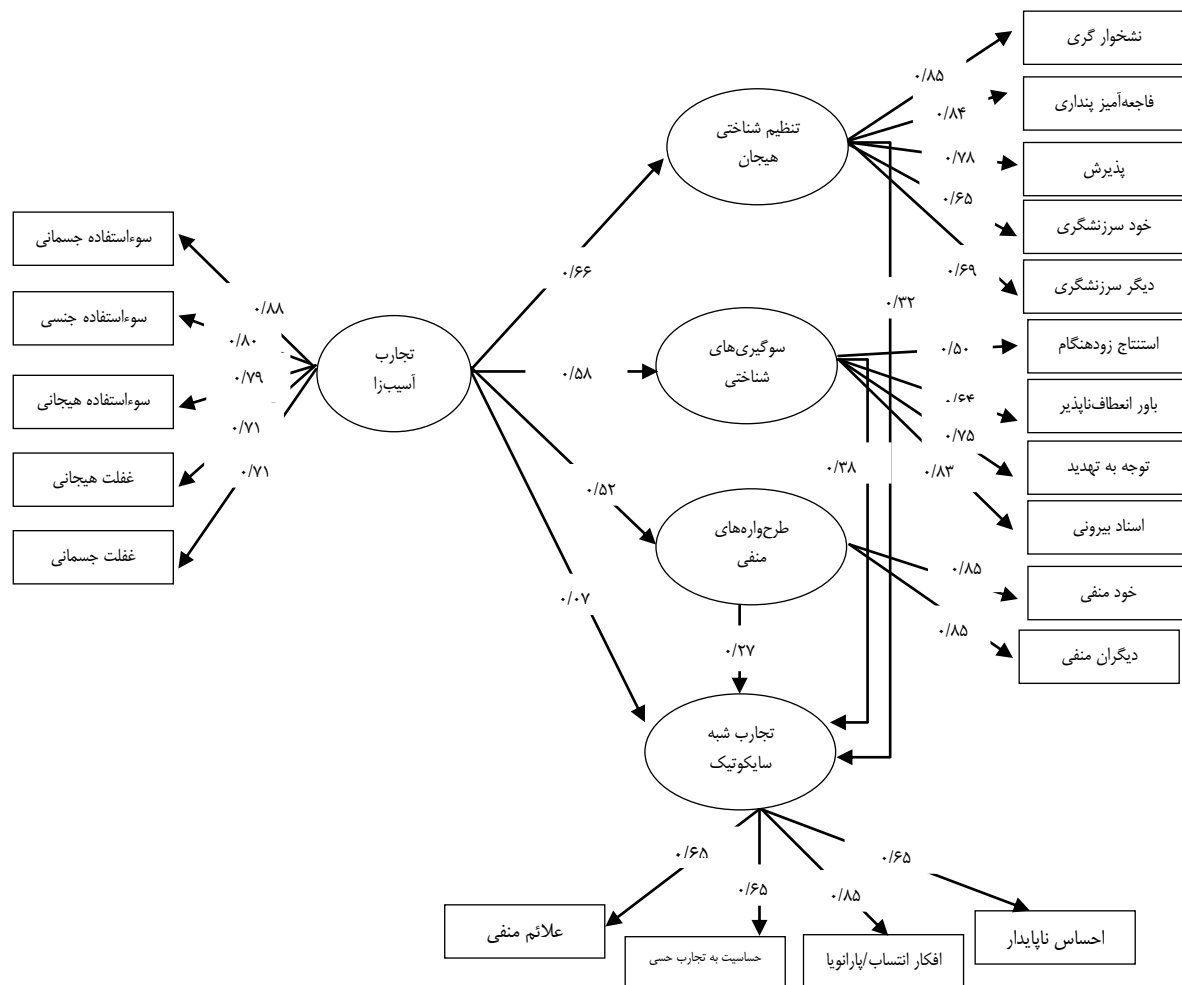 نشخوار گری
۰/۸۵
فاجعه‌آمیز پنداری
۰/۸۴
تنظیم شناختی
هیجان
پذیرش
۰/۷۸
خود سرزنشگری
۰/۶۵
سوءاستفاده جسمانی
دیگر سرزنشگری
۰/۶۹
۰/۶۶
۰/۳۲
سوءاستفاده جنسی
۰/۸۸
۰/۸۰
تجارب
آسیب‌زا
سوگیری‌های
شناختی
استنتاج زودهنگام
۰/۵۰
۰/۵۸
۰/۷۹
سوءاستفاده هیجانی
باور انعطاف‌ناپذیر
۰/۶۴
۰/۷۱
۰/۷۵
توجه به تهدید
۰/۳۸
۰/۸۳
۰/۷۱
غفلت هیجانی
۰/۵۲
اسناد بیرونی
طرح‌واره‌های
منفی
غفلت جسمانی
۰/۸۵
خود منفی
۰/۰۷
۰/۸۵
۰/۲۷
دیگران منفی
تجارب شبه
سایکوتیک
۰/۶۵
۰/۶۵
۰/۸۵
۰/۶۵
احساس ناپایدار
افکار انتساب/پارانویا
حساسیت به تجارب حسی
علائم منفی